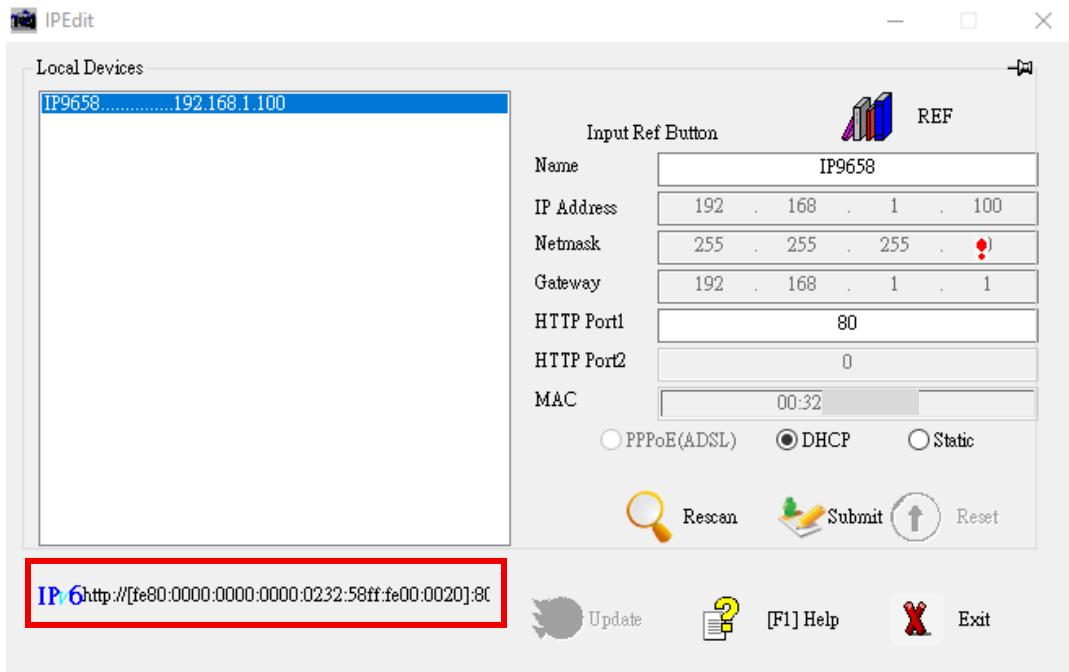 IPEdit
Local Devices
IP9658...............192.168.1.100
REF
Input Ref Button
Name IP9658
IP Address 192 . 168 . 1 . 100
Netmask 255 . 255 . 255 .
Gateway 192 . 168 . 1 . 1
HTTP Port1 80
HTTP Port2 0
MAC 00:32
PPPoE(ADSL) DHCP Static
Rescan Submit Reset
IPv6 http://[fe80:0000:0000:0000:0232:58ff:fe00:0020]:80
Update [F1] Help Exit